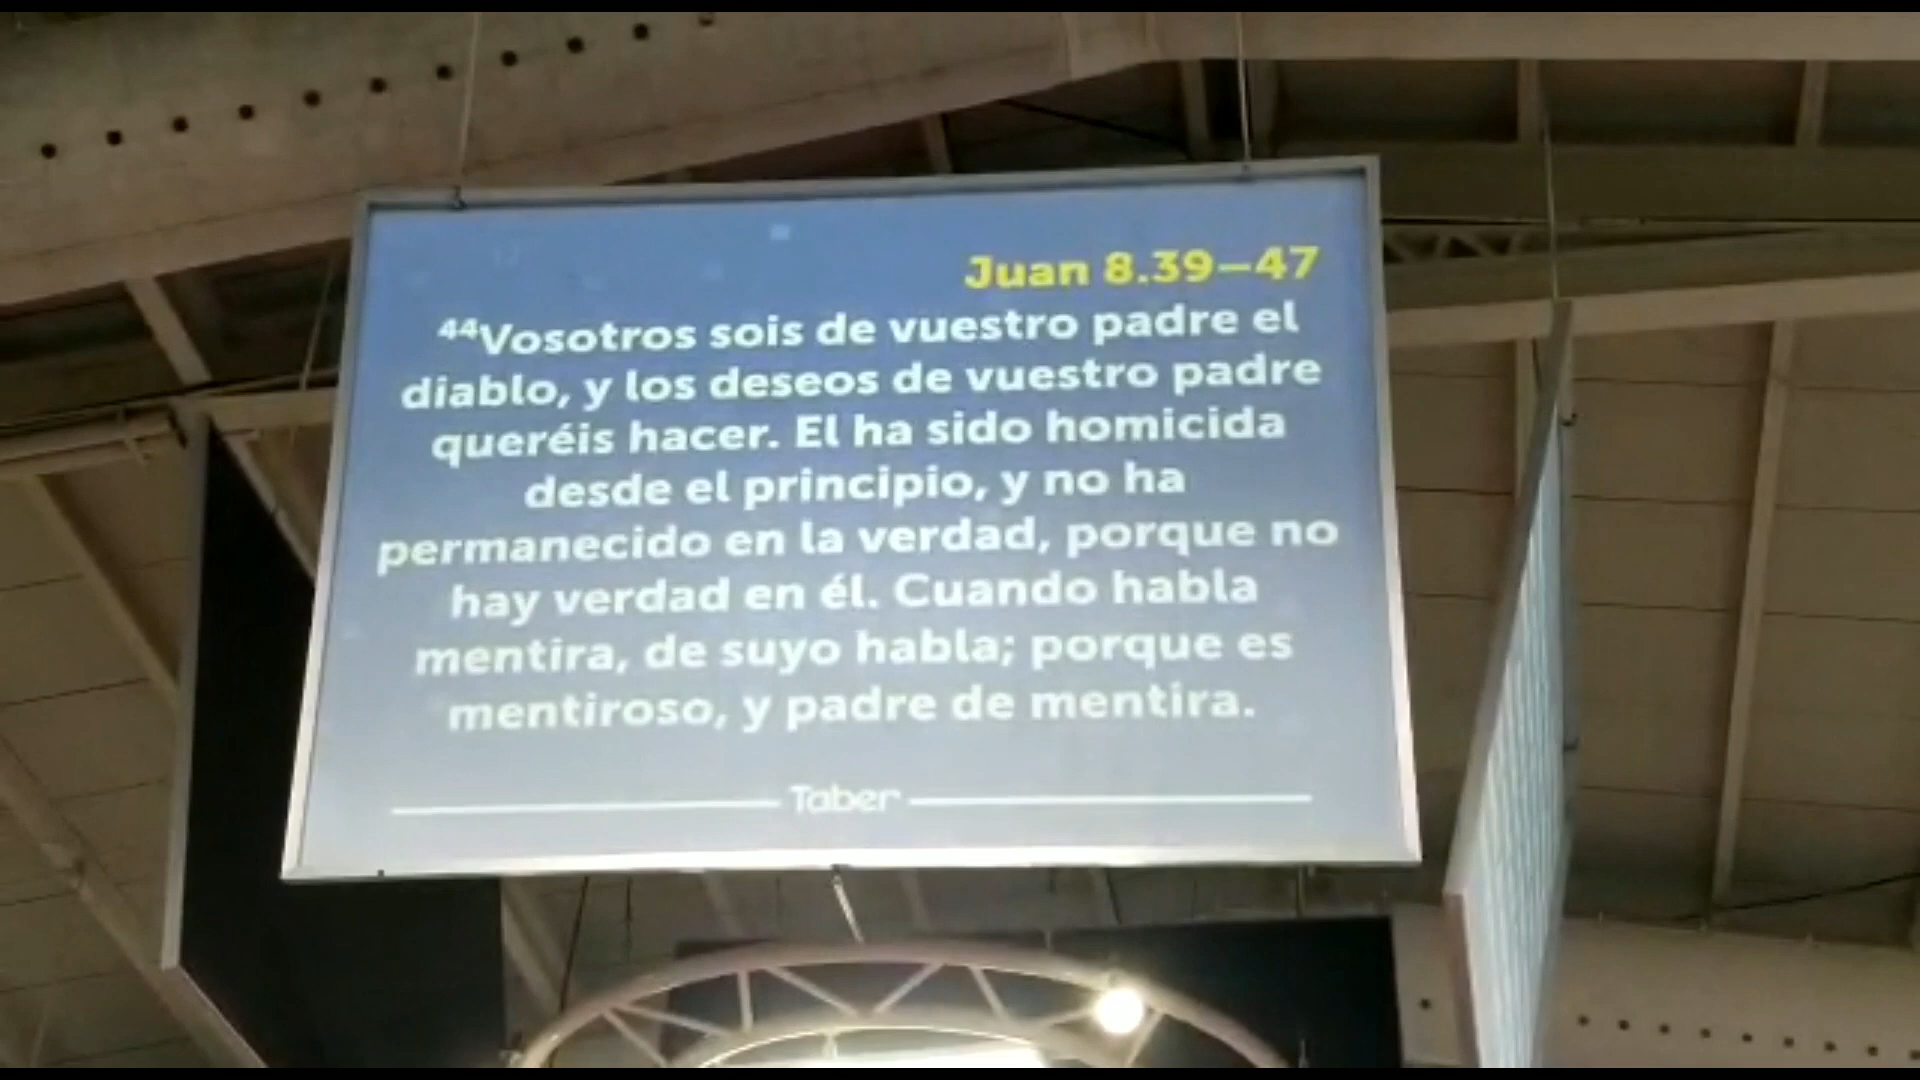 Juan 8.39–47
⁴⁴Vosotros sois de vuestro padre el
diablo, y los deseos de vuestro padre
queréis hacer. El ha sido homicida
desde el principio, y no ha
permanecido en la verdad, porque no
hay verdad en él. Cuando habla
mentira, de suyo habla; porque es
mentiroso, y padre de mentira.
Taber